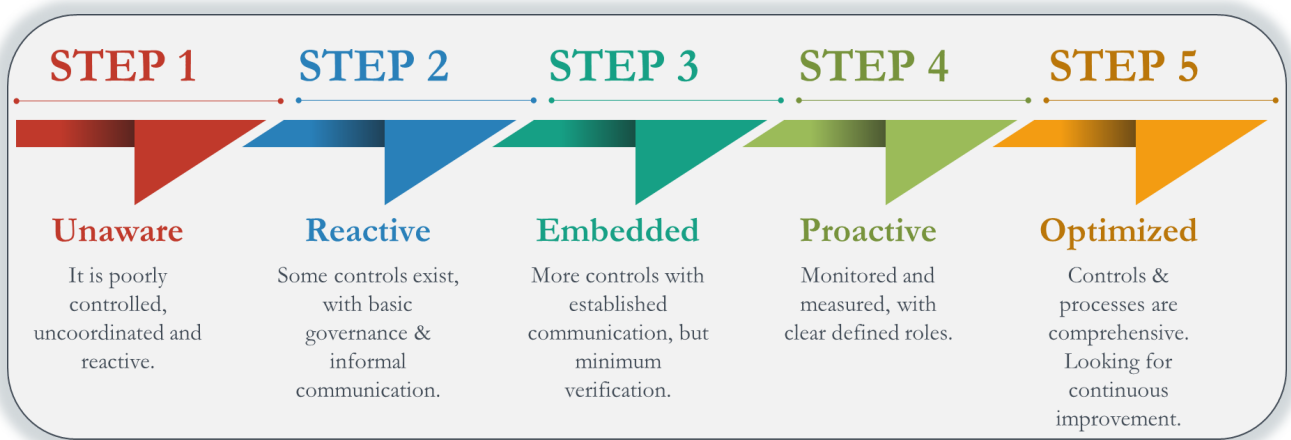 STEP 1
STEP 2
STEP 3
STEP 4
STEP 5
Unaware
It is poorly
controlled,
uncoordinated and
reactive.
Reactive
Some controls exist,
with basic
governance &
informal
communication.
Embedded
More controls with
established
communication, but
minimum
verification.
Proactive
Monitored and
measured, with
clear defined roles.
Optimized
Controls &
processes are
comprehensive.
Looking for
continuous
improvement.